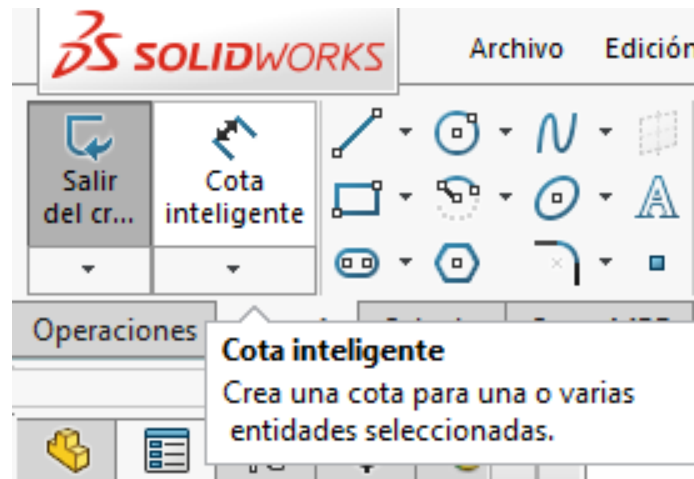 SOLIDWORKS
Archivo Edición
Salir
del cr...
Cota
inteligente
Operaciones
Cota inteligente
Crea una cota para una o varias
entidades seleccionadas.